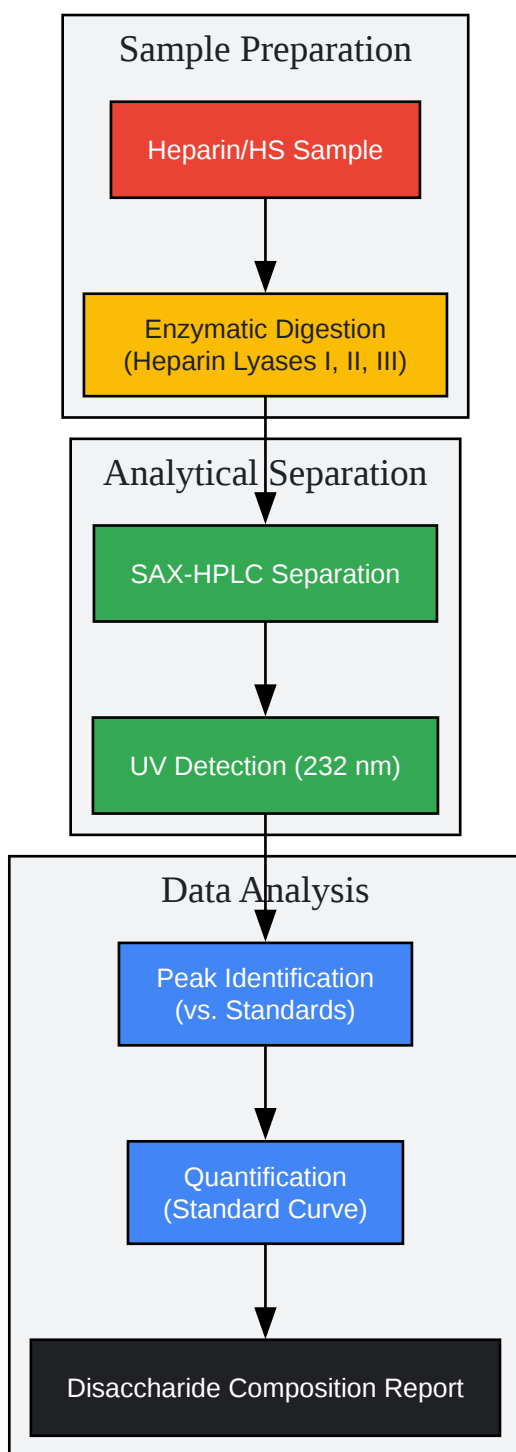 Sample Preparation
Heparin/HS Sample
Enzymatic Digestion
(Heparin Lyases I, II, III)
Analytical Separation
SAX-HPLC Separation
UV Detection (232 nm)
Data Analysis
Peak Identification
(vs. Standards)
Quantification
(Standard Curve)
Disaccharide Composition Report